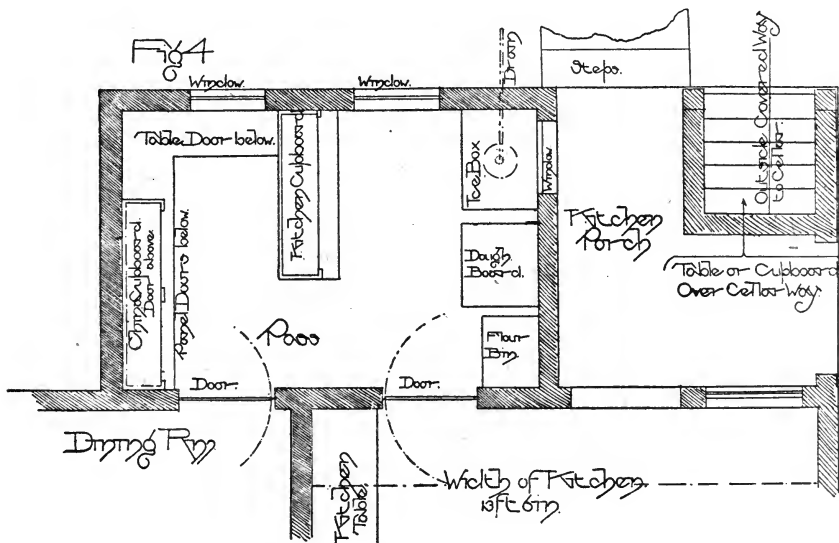 Fig 4
Window.
Window.
Drain
Steps.
Outside Covered Way
to Cellar
Table Door below.
Kitchen Cupboard
Ice Box
Window
Kitchen
Porch
China Cupboard.
Door above.
Panel Doors below.
Dough
Board.
Table or Cupboard
Over Cellar Way.
Pass
Flour
Bin
Door.
Door.
Dining Rm
Kitchen
Table.
Width of Kitchen
13ft 6in.